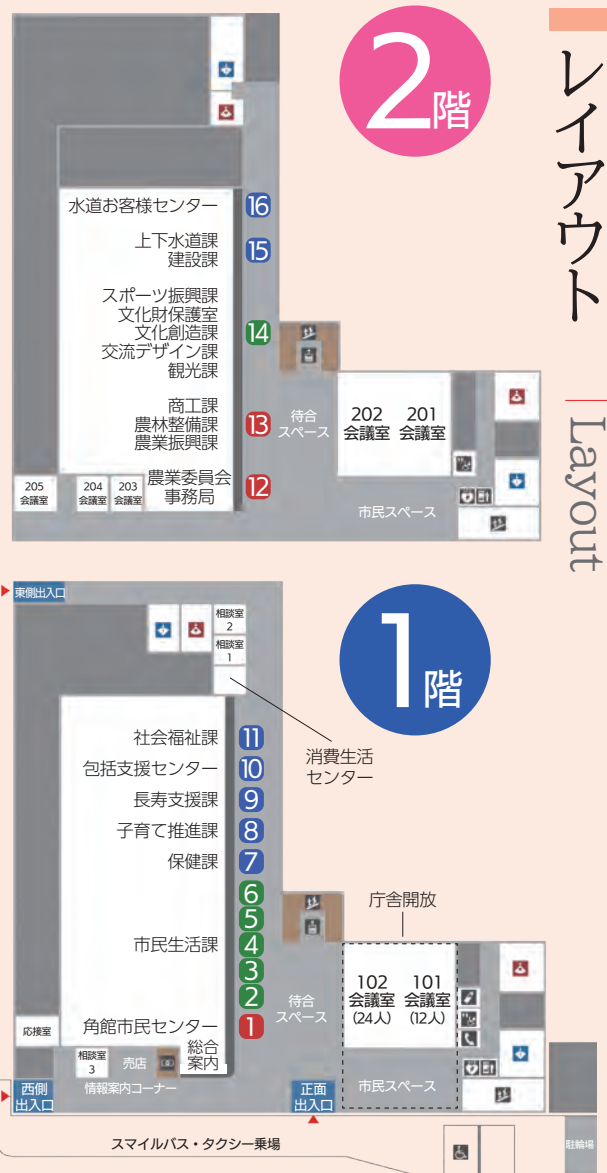 レイアウト
Layout
2階
水道お客様センター 16
上下水道課 15
建設課
スポーツ振興課
文化財保護室
文化創造課 14
交流デザイン課
観光課
商工課
農林整備課 13
農業振興課
農業委員会
事務局 12
205
会議室
204
会議室
203
会議室
待合
スペース
202
会議室
201
会議室
市民スペース
1階
東側出入口
相談室
2
相談室
1
消費生活
センター
社会福祉課 11
包括支援センター 10
長寿支援課 9
子育て推進課 8
保健課 7
6
5
市民生活課 4
3
2
角館市民センター 1
応接室
相談室
3
売店
総合
案内
情報案内コーナー
西側
出入口
待合
スペース
庁舎開放
102
会議室
(24人)
101
会議室
(12人)
市民スペース
正面
出入口
スマイルバス・タクシー乗場
駐輪場